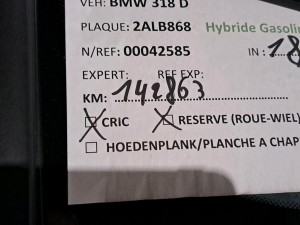 VEH: BMW 318 D
PLAQUE: 2ALB868 Hybride Gasolin
N/REF: 00042585 IN : 18
EXPERT: REF EXP:
KM: 142863
CRIC RESERVE (ROUE-WIEL)
HOEDENPLANK/PLANCHE A CHAP